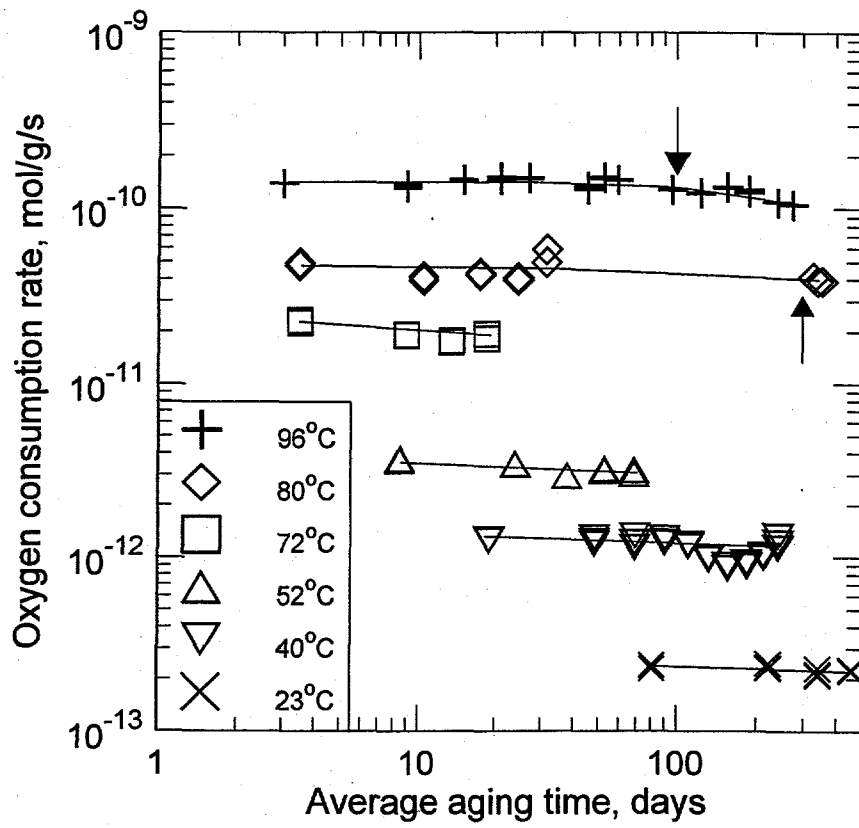 Oxygen consumption rate, mol/g/s
10⁻⁹
10⁻¹⁰
10⁻¹¹
10⁻¹²
10⁻¹³
96°C
80°C
72°C
52°C
40°C
23°C
1
10
100
Average aging time, days